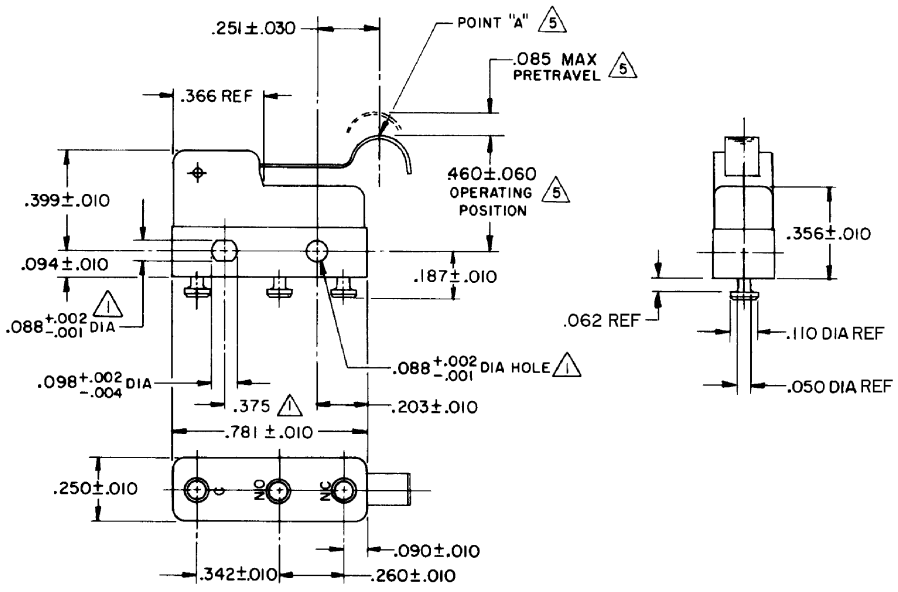 .251±.030
POINT "A" 5
.085 MAX
PRETRAVEL 5
.366 REF
.460±.060
OPERATING 5
POSITION
.399±.010
.356±.010
.094±.010
.187±.010
.088+.002-.001 DIA 1
.062 REF
.110 DIA REF
.088+.002-.001 DIA HOLE 1
.098+.002-.004 DIA
.050 DIA REF
.375 1
.203±.010
.781±.010
.250±.010
C
NO
NC
.090±.010
.342±.010
.260±.010